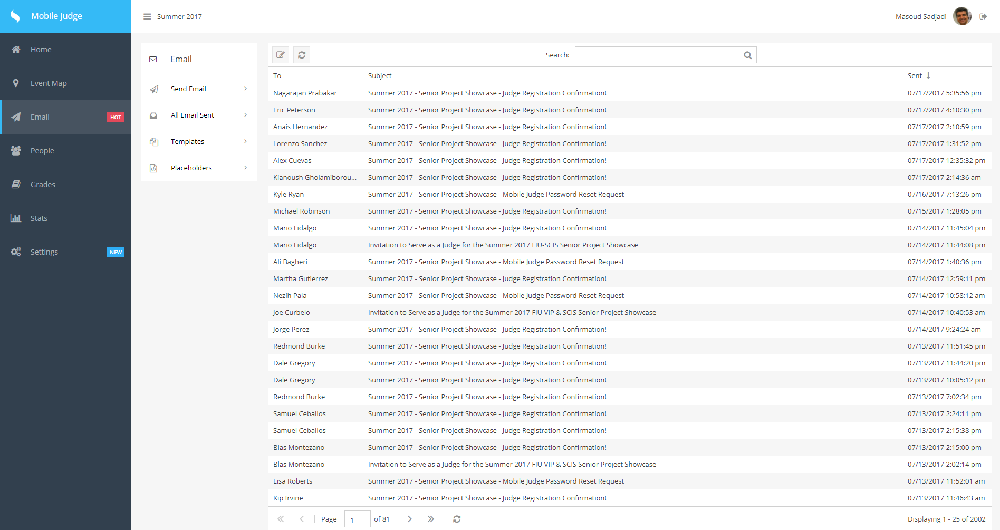 Mobile Judge
Summer 2017
Masoud Sadjadi
Home
Event Map
Email HOT
People
Grades
Stats
Settings NEW
Email
Send Email
All Email Sent
Templates
Placeholders
Search:
To Subject Sent
Nagarajan Prabakar Summer 2017 - Senior Project Showcase - Judge Registration Confirmation! 07/17/2017 5:35:56 pm
Eric Peterson Summer 2017 - Senior Project Showcase - Judge Registration Confirmation! 07/17/2017 4:10:30 pm
Anais Hernandez Summer 2017 - Senior Project Showcase - Judge Registration Confirmation! 07/17/2017 2:10:59 pm
Lorenzo Sanchez Summer 2017 - Senior Project Showcase - Judge Registration Confirmation! 07/17/2017 1:31:52 pm
Alex Cuevas Summer 2017 - Senior Project Showcase - Judge Registration Confirmation! 07/17/2017 12:35:32 pm
Kianoush Gholamiborou... Summer 2017 - Senior Project Showcase - Judge Registration Confirmation! 07/17/2017 2:14:36 am
Kyle Ryan Summer 2017 - Senior Project Showcase - Mobile Judge Password Reset Request 07/16/2017 7:13:26 pm
Michael Robinson Summer 2017 - Senior Project Showcase - Judge Registration Confirmation! 07/15/2017 1:28:05 pm
Mario Fidalgo Summer 2017 - Senior Project Showcase - Judge Registration Confirmation! 07/14/2017 11:45:04 pm
Mario Fidalgo Invitation to Serve as a Judge for the Summer 2017 FIU-SCIS Senior Project Showcase 07/14/2017 11:44:08 pm
Ali Bagheri Summer 2017 - Senior Project Showcase - Mobile Judge Password Reset Request 07/14/2017 1:40:36 pm
Martha Gutierrez Summer 2017 - Senior Project Showcase - Judge Registration Confirmation! 07/14/2017 12:59:11 pm
Nezih Pala Summer 2017 - Senior Project Showcase - Mobile Judge Password Reset Request 07/14/2017 10:58:12 am
Joe Curbelo Invitation to Serve as a Judge for the Summer 2017 FIU VIP & SCIS Senior Project Showcase 07/14/2017 10:40:53 am
Jorge Perez Summer 2017 - Senior Project Showcase - Judge Registration Confirmation! 07/14/2017 9:24:24 am
Redmond Burke Summer 2017 - Senior Project Showcase - Judge Registration Confirmation! 07/13/2017 11:51:45 pm
Dale Gregory Summer 2017 - Senior Project Showcase - Judge Registration Confirmation! 07/13/2017 11:44:20 pm
Dale Gregory Summer 2017 - Senior Project Showcase - Judge Registration Confirmation! 07/13/2017 10:05:12 pm
Redmond Burke Summer 2017 - Senior Project Showcase - Judge Registration Confirmation! 07/13/2017 7:02:34 pm
Samuel Ceballos Summer 2017 - Senior Project Showcase - Judge Registration Confirmation! 07/13/2017 2:24:11 pm
Samuel Ceballos Summer 2017 - Senior Project Showcase - Judge Registration Confirmation! 07/13/2017 2:15:38 pm
Blas Montezano Summer 2017 - Senior Project Showcase - Judge Registration Confirmation! 07/13/2017 2:15:00 pm
Blas Montezano Invitation to Serve as a Judge for the Summer 2017 FIU VIP & SCIS Senior Project Showcase 07/13/2017 2:02:14 pm
Lisa Roberts Summer 2017 - Senior Project Showcase - Mobile Judge Password Reset Request 07/13/2017 11:52:01 am
Kip Irvine Summer 2017 - Senior Project Showcase - Judge Registration Confirmation! 07/13/2017 11:46:43 am
Page 1 of 81 Displaying 1 - 25 of 2002